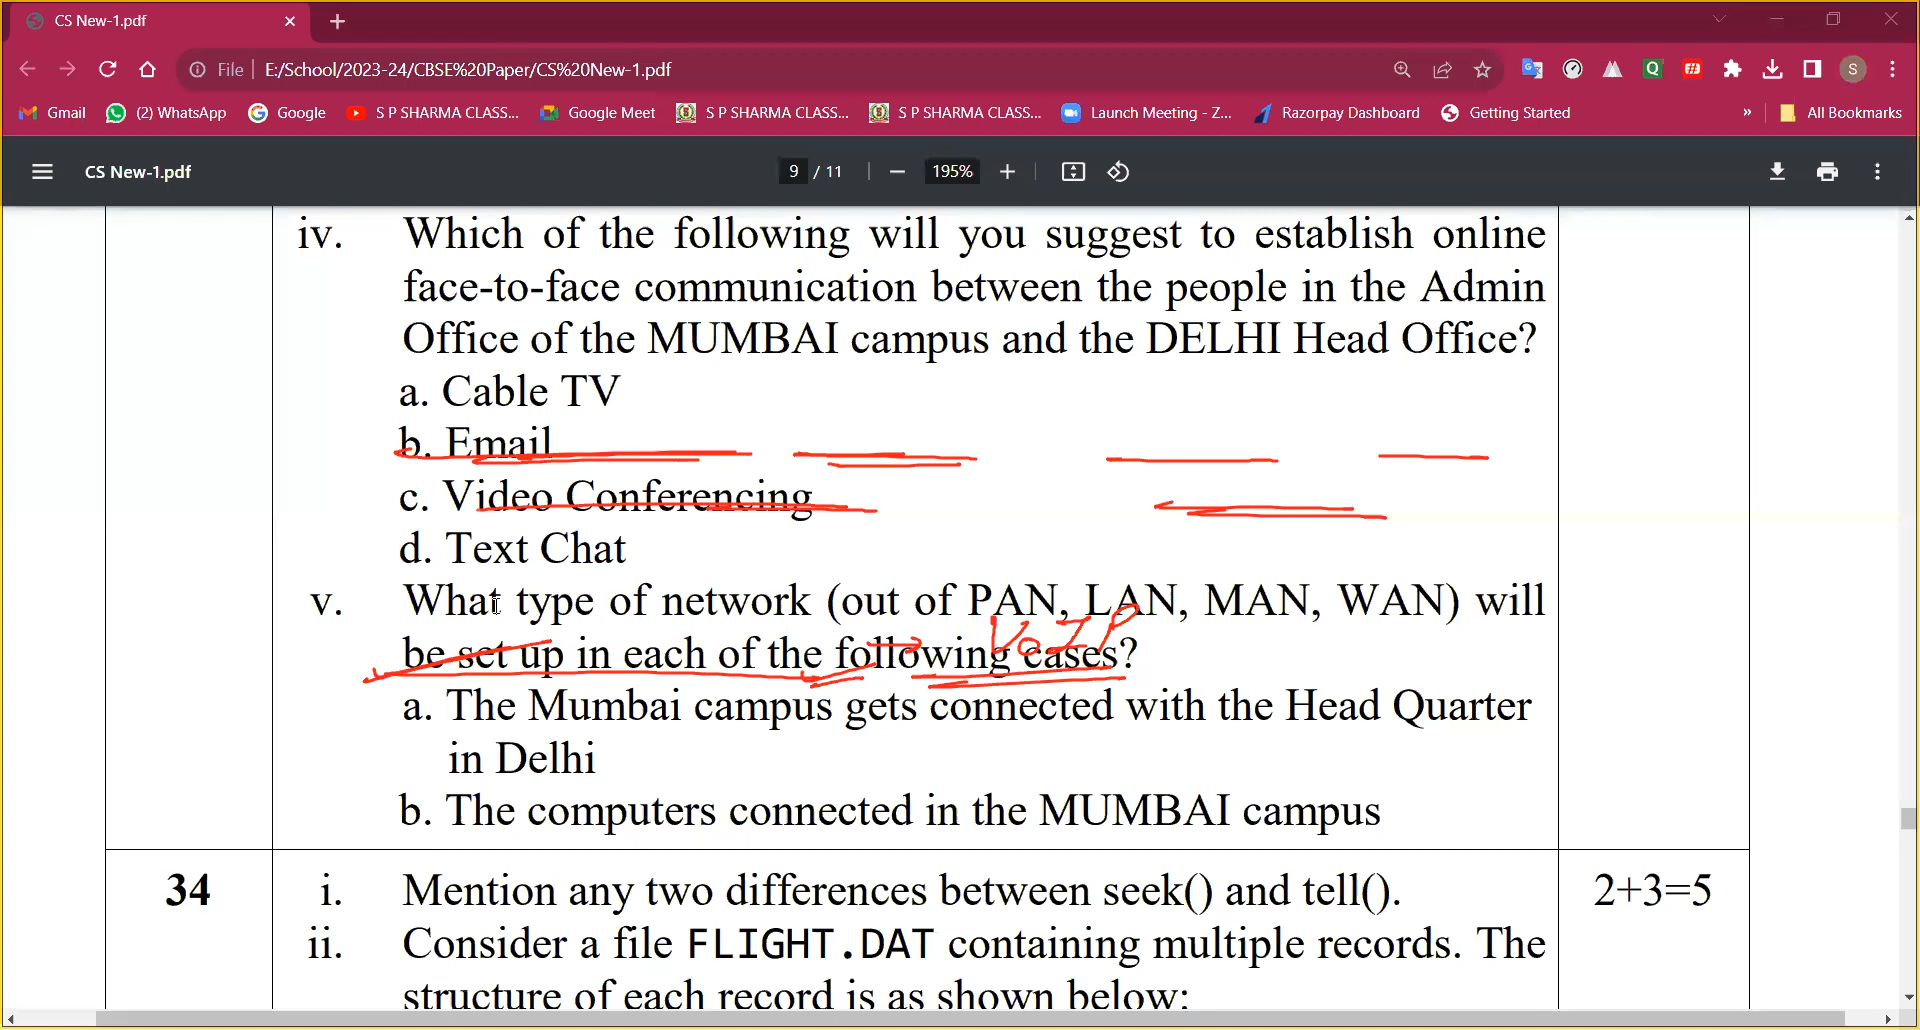 CS New-1.pdf
File E:/School/2023-24/CBSE%20Paper/CS%20New-1.pdf
S
Gmail (2) WhatsApp Google S P SHARMA CLASS... Google Meet S P SHARMA CLASS... S P SHARMA CLASS... Launch Meeting - Z... Razorpay Dashboard Getting Started » All Bookmarks
CS New-1.pdf 9 / 11 195%
iv. Which of the following will you suggest to establish online
face-to-face communication between the people in the Admin
Office of the MUMBAI campus and the DELHI Head Office?
a. Cable TV
b. Email
c. Video Conferencing
d. Text Chat
v. What type of network (out of PAN, LAN, MAN, WAN) will
VoIP
be set up in each of the following cases?
a. The Mumbai campus gets connected with the Head Quarter
in Delhi
b. The computers connected in the MUMBAI campus
34 i. Mention any two differences between seek() and tell(). 2+3=5
ii. Consider a file FLIGHT.DAT containing multiple records. The
structure of each record is as shown below: